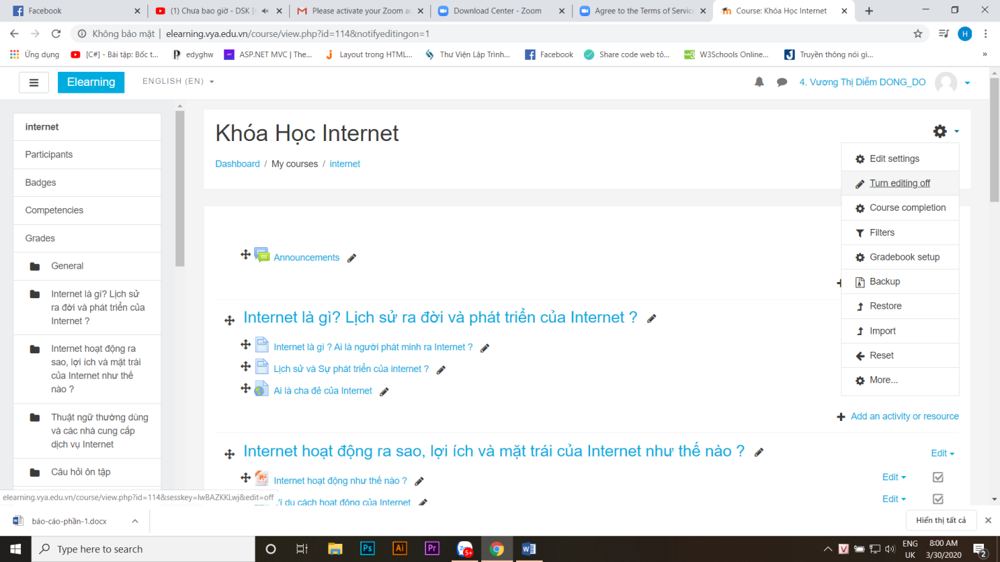 Facebook
(1) Chưa bao giờ - DSK [
Please activate your Zoom ac
Download Center - Zoom
Agree to the Terms of Service
Course: Khóa Học Internet
Không bảo mật | elearning.vya.edu.vn/course/view.php?id=114&notifyeditingon=1
H
Ứng dụng
[C#] - Bài tập: Bốc t...
edyghw
ASP.NET MVC | The...
Layout trong HTML...
Thư Viện Lập Trình...
Facebook
Share code web tỏ...
W3Schools Online...
Truyền thông nói gì...
»
Elearning
ENGLISH (EN)
4. Vương Thị Diễm DONG_DO
internet
Participants
Badges
Competencies
Grades
General
Internet là gì? Lịch sử
ra đời và phát triển của
Internet ?
Internet hoạt động ra
sao, lợi ích và mặt trái
của Internet như thế
nào ?
Thuật ngữ thường dùng
và các nhà cung cấp
dịch vụ Internet
Câu hỏi ôn tập
Khóa Học Internet
Dashboard / My courses / internet
Edit settings
Turn editing off
Course completion
Filters
Gradebook setup
Backup
Restore
Import
Reset
More...
Announcements
Internet là gì? Lịch sử ra đời và phát triển của Internet ?
Internet là gí ? Ai là người phát minh ra Internet ?
Lịch sử và Sự phát triển của internet ?
Ai là cha đẻ của Internet
Add an activity or resource
Internet hoạt động ra sao, lợi ích và mặt trái của Internet như thế nào ?
Edit
Internet hoạt động như thế nào ?
Edit
Ví dụ cách hoạt động của Internet
Edit
elearning.vya.edu.vn/course/view.php?id=114&sesskey=IwBAZKKLwj&edit=off
báo-cáo-phần-1.docx
Hiển thị tất cả
Type here to search
Ps
Ai
Pr
5+
ENG
UK
8:00 AM
3/30/2020
2